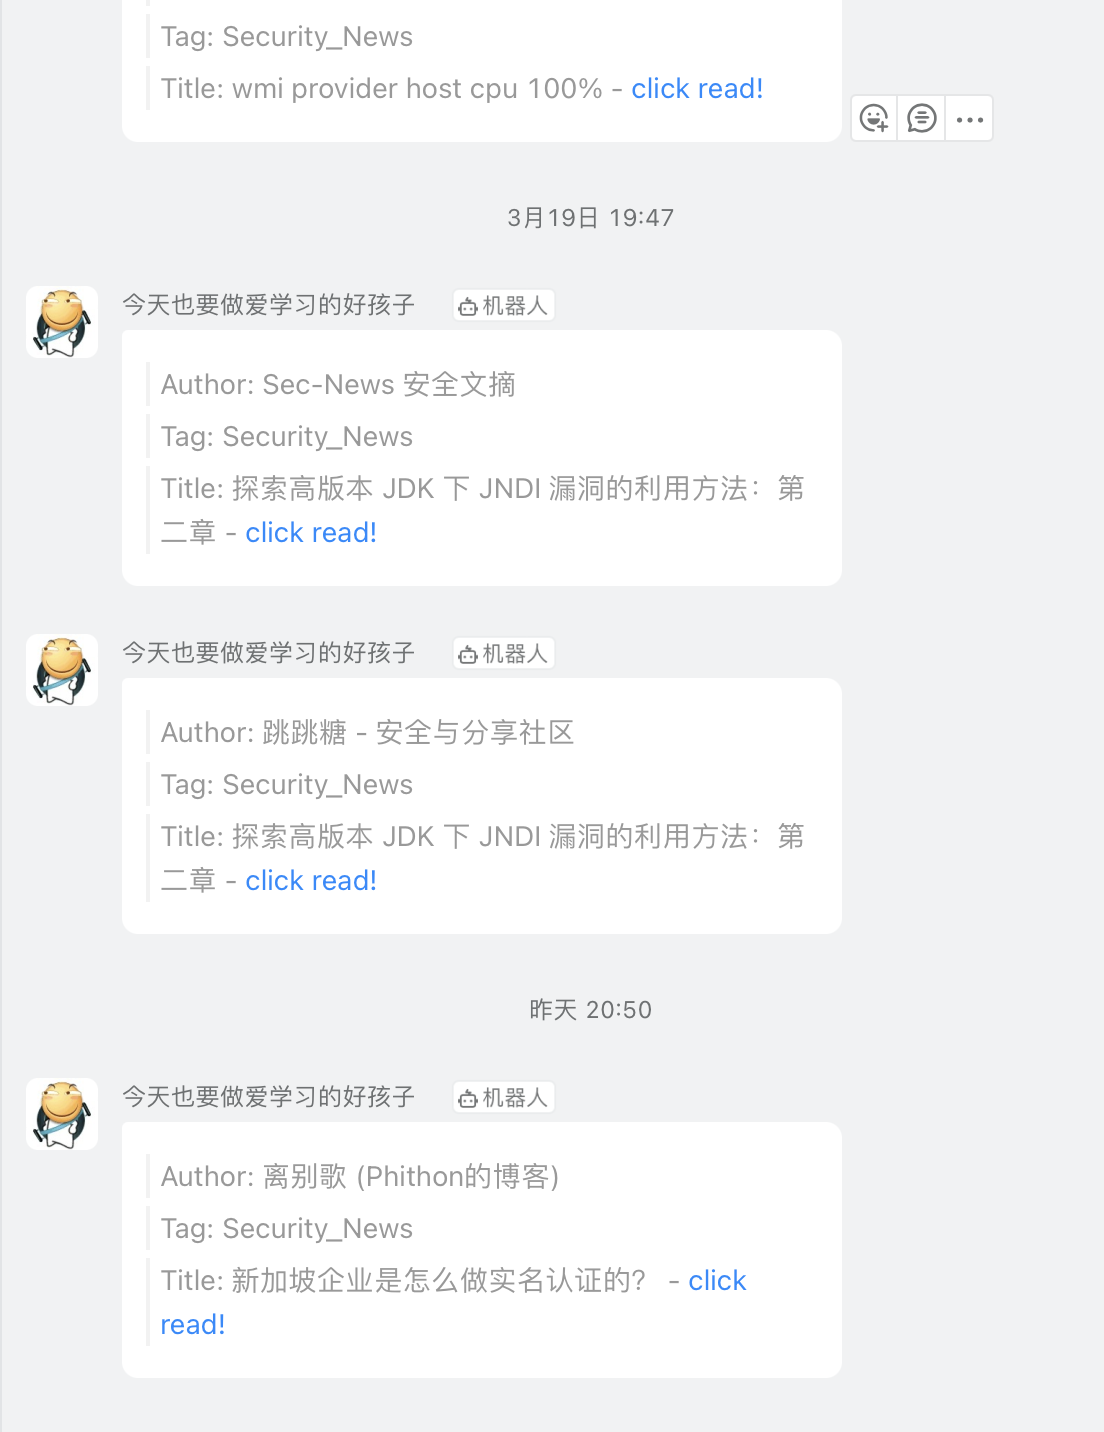 Tag: Security_News
Title: wmi provider host cpu 100% - click read!
3月19日 19:47
今天也要做爱学习的好孩子 机器人
Author: Sec-News 安全文摘
Tag: Security_News
Title: 探索高版本 JDK 下 JNDI 漏洞的利用方法：第
二章 - click read!
今天也要做爱学习的好孩子 机器人
Author: 跳跳糖 - 安全与分享社区
Tag: Security_News
Title: 探索高版本 JDK 下 JNDI 漏洞的利用方法：第
二章 - click read!
昨天 20:50
今天也要做爱学习的好孩子 机器人
Author: 离别歌 (Phithon的博客)
Tag: Security_News
Title: 新加坡企业是怎么做实名认证的？ - click
read!